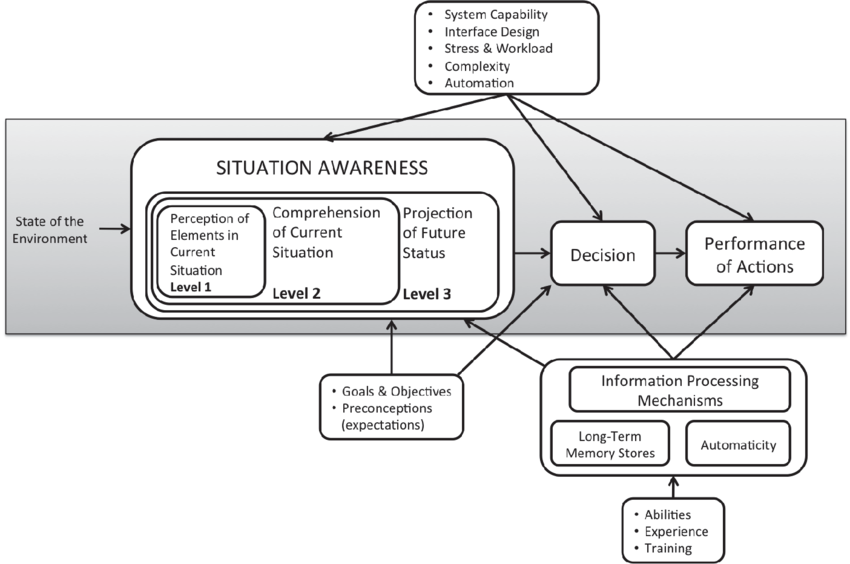 • System Capability
• Interface Design
• Stress & Workload
• Complexity
• Automation
SITUATION AWARENESS
State of the
Environment
Perception of
Elements in
Current
Situation
Level 1
Comprehension
of Current
Situation
Level 2
Projection
of Future
Status
Level 3
Decision
Performance
of Actions
• Goals & Objectives
• Preconceptions
(expectations)
Information Processing
Mechanisms
Long-Term
Memory Stores
Automaticity
• Abilities
• Experience
• Training